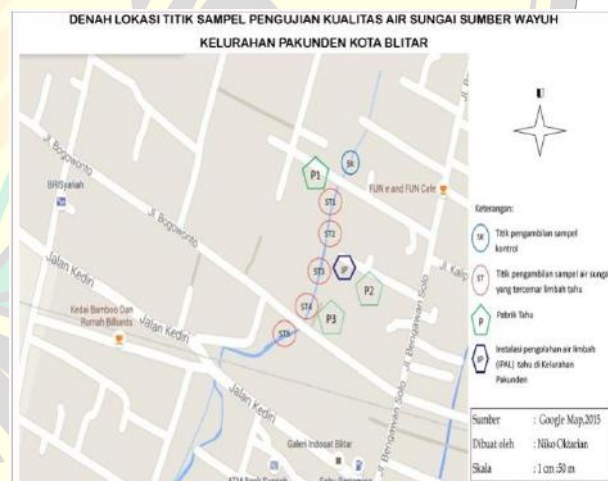 DENAH LOKASI TITIK SAMPEL PENGUJIAN KUALITAS AIR SUNGAI SUMBER WAYUH
KELURAHAN PAKUNDEN KOTA BLITAR
Jl. Bogowonto
BRISyariah
Jl. Bogowonto
Jalan Kediri
Kedai Bamboo Dan
Rumah Billiards
Jalan Kediri
Jalan Kediri
P1
SK
ST1
ST2
ST3
IP
P2
ST4
P3
ST5
FUN e and FUN Cafe
Jl. Bengawan Solo
Jl. Bengawan Solo
Galeri Indosat Blitar
Keterangan:
SK
Titik pengambilan sampel
kontrol
ST
Titik pengambilan sampel air sungai
yang tercemar limbah tahu
P
Pabrik Tahu
IP
Instalasi pengolahan air limbah
(IPAL) tahu di Kelurahan
Pakunden
Sumber : Google Map,2015
Dibuat oleh : Niko Oktarian
Skala : 1 cm :50 m